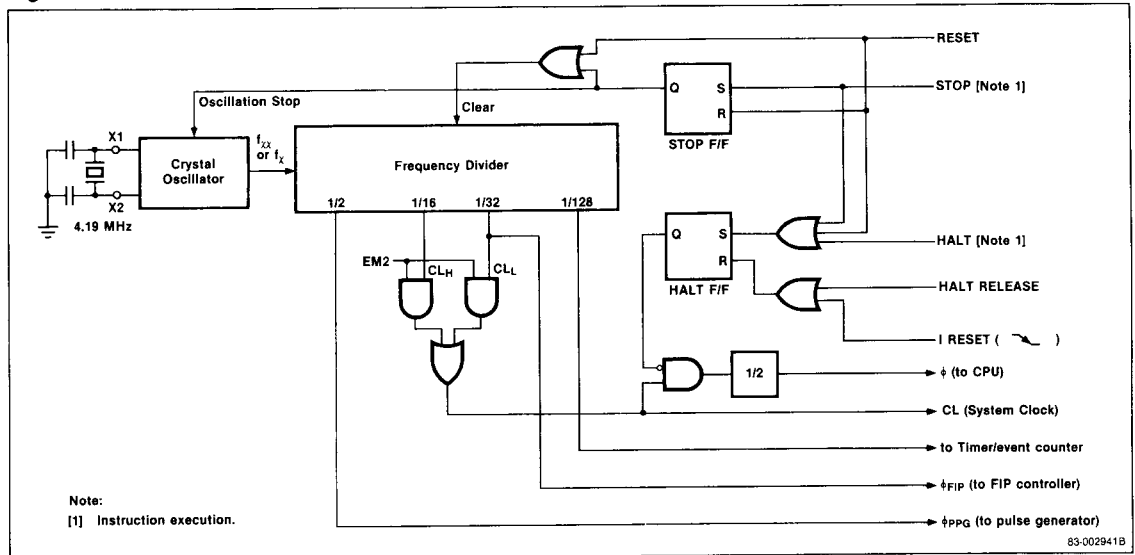 RESET
STOP [Note 1]
Q
S
R
STOP F/F
Oscillation Stop
Clear
X1
X2
4.19 MHz
Crystal
Oscillator
fXX
or fX
Frequency Divider
1/2
1/16
1/32
1/128
EM2
CLH
CLL
Q
S
R
HALT F/F
HALT [Note 1]
HALT RELEASE
I RESET ( )
1/2
ϕ (to CPU)
CL (System Clock)
to Timer/event counter
ϕFIP (to FIP controller)
ϕPPG (to pulse generator)
Note:
[1] Instruction execution.
83-002941B